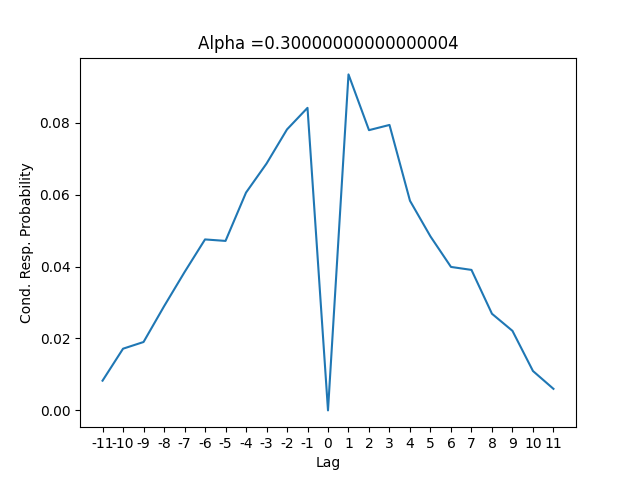 Alpha =0.30000000000000004
Cond. Resp. Probability
0.08
0.06
0.04
0.02
0.00
-11 -10 -9 -8 -7 -6 -5 -4 -3 -2 -1 0 1 2 3 4 5 6 7 8 9 10 11
Lag